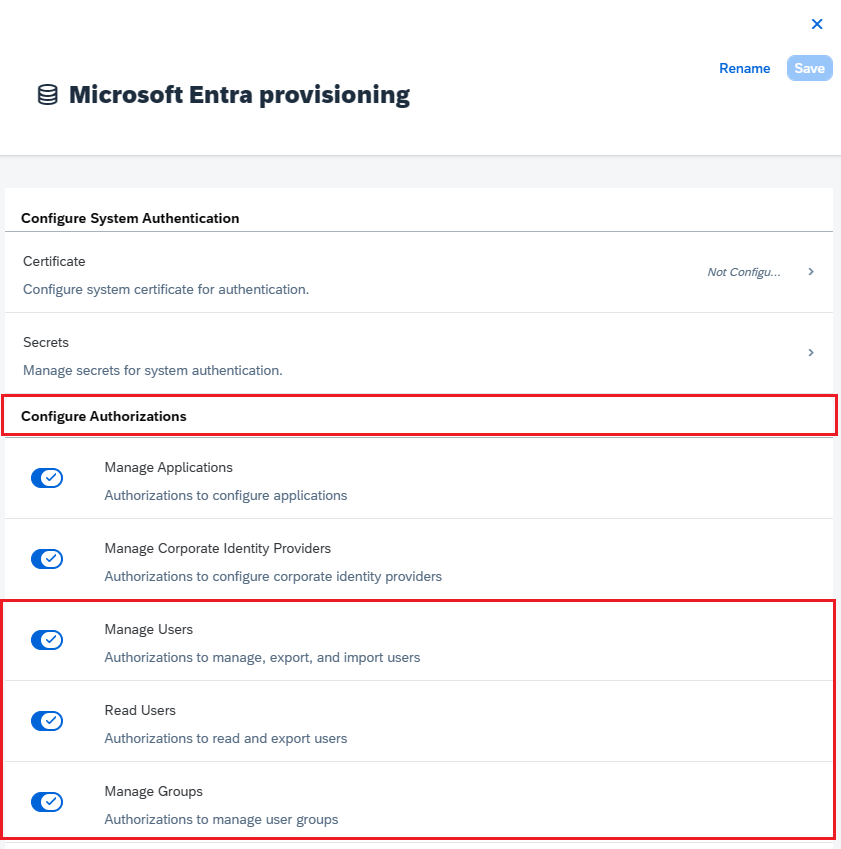 Rename
Save
Microsoft Entra provisioning
Configure System Authentication
Certificate
Not Configu...
Configure system certificate for authentication.
Secrets
Manage secrets for system authentication.
Configure Authorizations
Manage Applications
Authorizations to configure applications
Manage Corporate Identity Providers
Authorizations to configure corporate identity providers
Manage Users
Authorizations to manage, export, and import users
Read Users
Authorizations to read and export users
Manage Groups
Authorizations to manage user groups